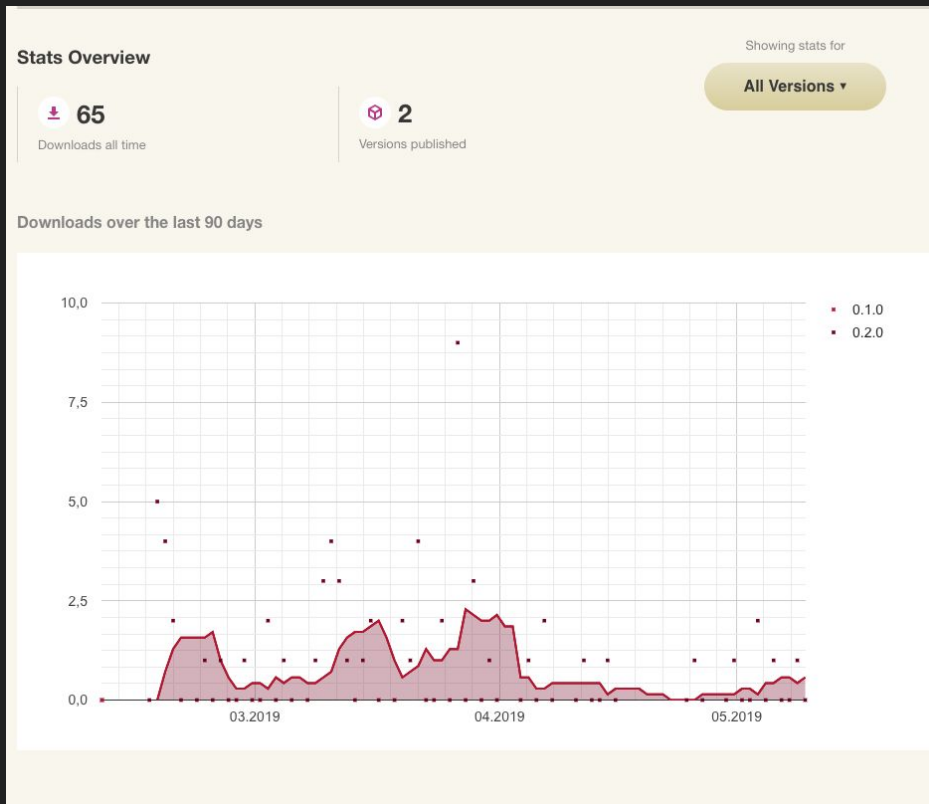 Stats Overview
Showing stats for
All Versions ▾
65
Downloads all time
2
Versions published
Downloads over the last 90 days
10,0
7,5
5,0
2,5
0,0
03.2019
04.2019
05.2019
0.1.0
0.2.0